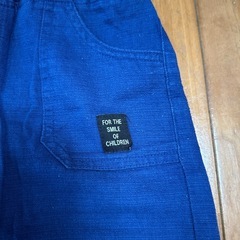 FOR THE
SMILE
OF
CHILDREN